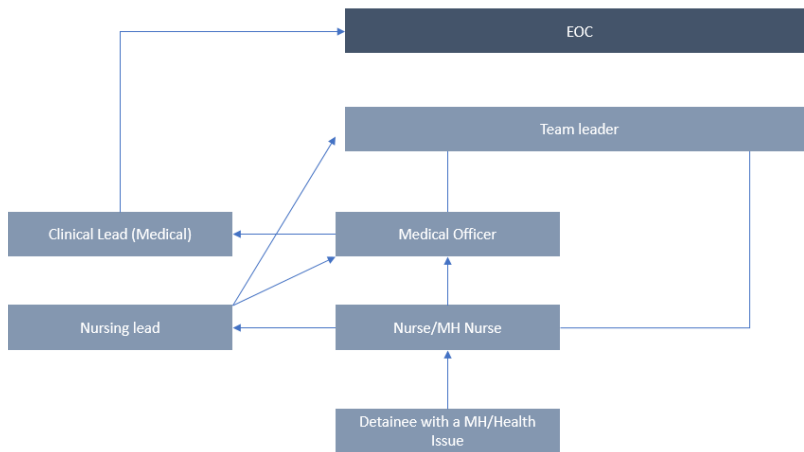 EOC
Team leader
Clinical Lead (Medical)
Medical Officer
Nursing lead
Nurse/MH Nurse
Detainee with a MH/Health
Issue